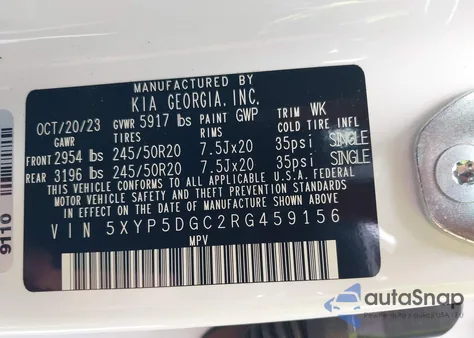 MANUFACTURED BY
KIA GEORGIA, INC.
OCT/20/23 GVWR 5917 lbs PAINT GWP TRIM WK
GAWR TIRES RIMS COLD TIRE INFL
FRONT 2954 lbs 245/50R20 7.5Jx20 35psi SINGLE
REAR 3196 lbs 245/50R20 7.5Jx20 35psi SINGLE
THIS VEHICLE CONFORMS TO ALL APPLICABLE U.S.A. FEDERAL
MOTOR VEHICLE SAFETY AND THEFT PREVENTION STANDARDS
IN EFFECT ON THE DATE OF MANUFACTURE SHOWN ABOVE.
VIN 5XYP5DGC2RG459156
MPV
9110
autoSnap